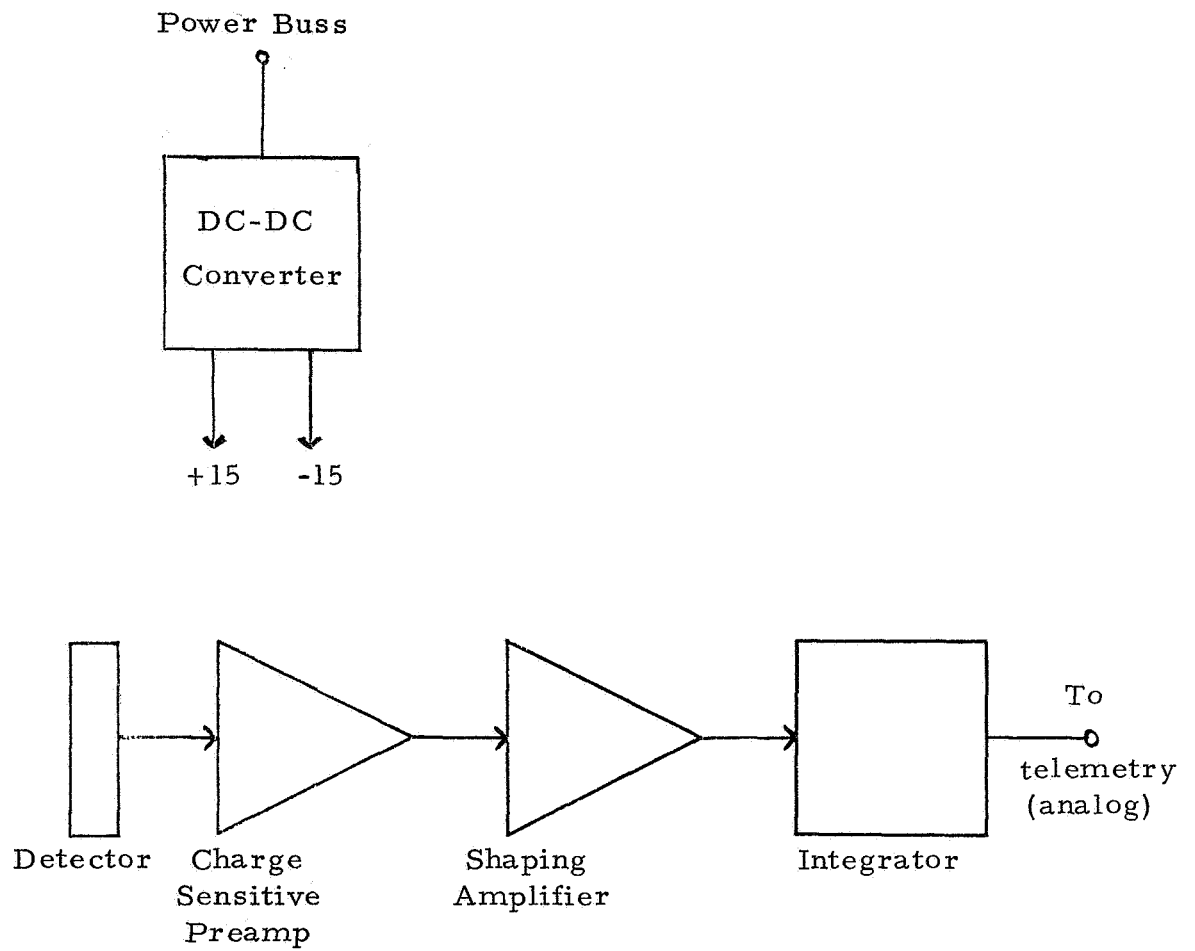 Power Buss
DC-DC
Converter
+15 -15
To
telemetry
(analog)
Detector
Charge
Sensitive
Preamp
Shaping
Amplifier
Integrator